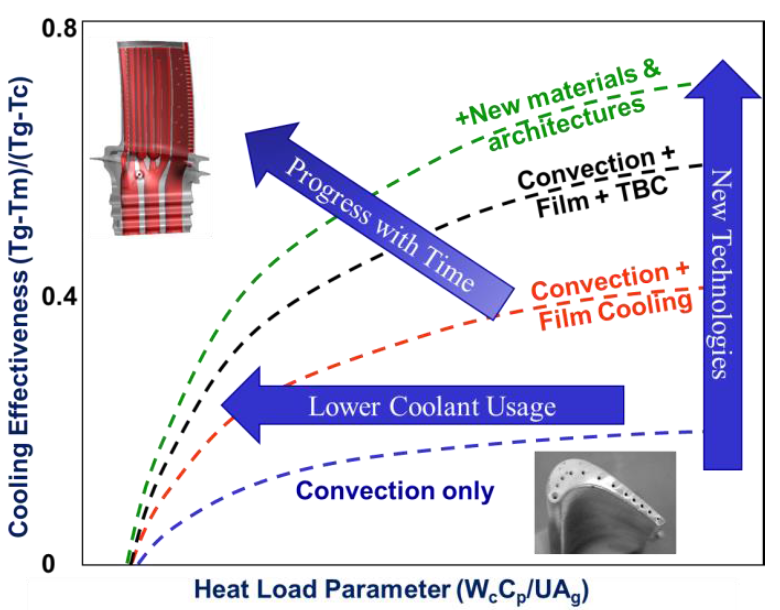 0.8
+New materials &
architectures
Convection +
Film + TBC
Progress with Time
New Technologies
Cooling Effectiveness (Tg-Tm)/(Tg-Tc)
0.4
Convection +
Film Cooling
Lower Coolant Usage
Convection only
0
Heat Load Parameter (WcCp/UAg)